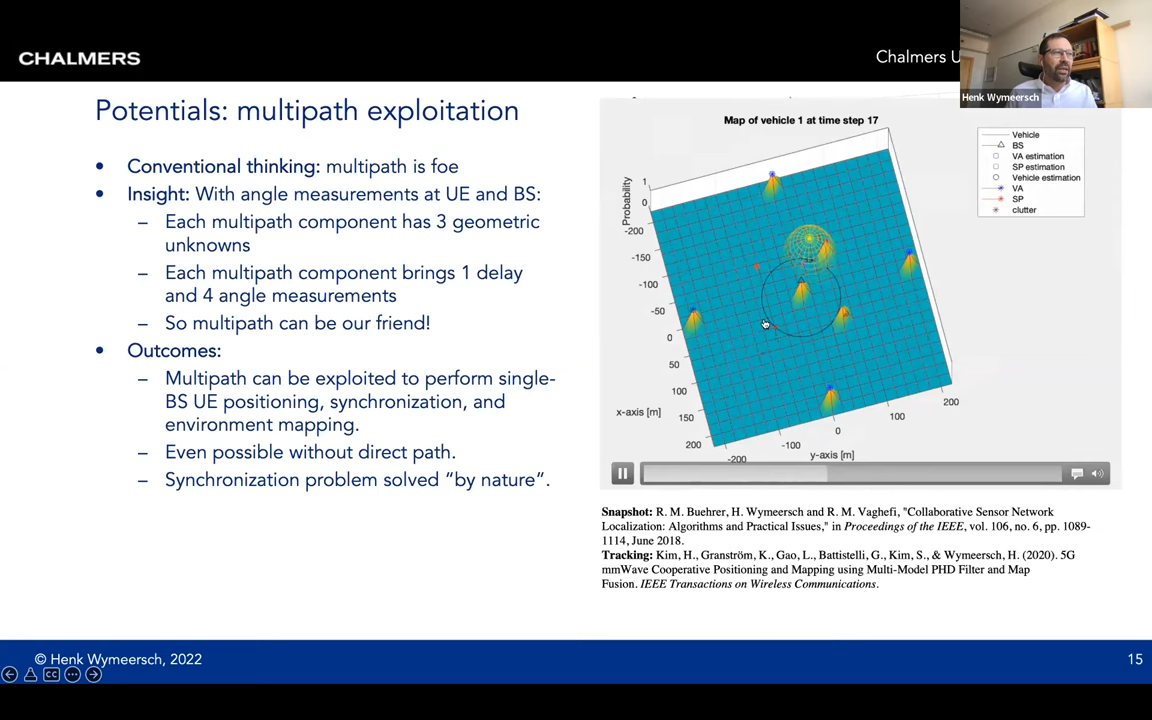 CHALMERS
Chalmers U
Henk Wymeersch
Potentials: multipath exploitation
• Conventional thinking: multipath is foe
• Insight: With angle measurements at UE and BS:
– Each multipath component has 3 geometric
unknowns
– Each multipath component brings 1 delay
and 4 angle measurements
– So multipath can be our friend!
• Outcomes:
– Multipath can be exploited to perform single-
BS UE positioning, synchronization, and
environment mapping.
– Even possible without direct path.
– Synchronization problem solved “by nature”.
Map of vehicle 1 at time step 17
Vehicle
BS
VA estimation
SP estimation
Vehicle estimation
VA
SP
clutter
Probability
1
0
-200
-150
-100
-50
0
50
100
150
200
x-axis [m]
-200
-100
0
100
200
y-axis [m]
Snapshot: R. M. Buehrer, H. Wymeersch and R. M. Vaghefi, "Collaborative Sensor Network
Localization: Algorithms and Practical Issues," in Proceedings of the IEEE, vol. 106, no. 6, pp. 1089-
1114, June 2018.
Tracking: Kim, H., Granström, K., Gao, L., Battistelli, G., Kim, S., & Wymeersch, H. (2020). 5G
mmWave Cooperative Positioning and Mapping using Multi-Model PHD Filter and Map
Fusion. IEEE Transactions on Wireless Communications.
© Henk Wymeersch, 2022
15
CC